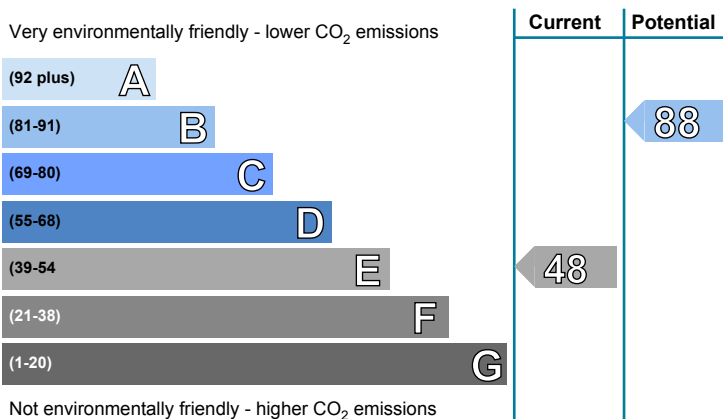 Current Potential
Very environmentally friendly - lower CO2 emissions
(92 plus) A
(81-91) B 88
(69-80) C
(55-68) D
(39-54 E 48
(21-38) F
(1-20) G
Not environmentally friendly - higher CO2 emissions